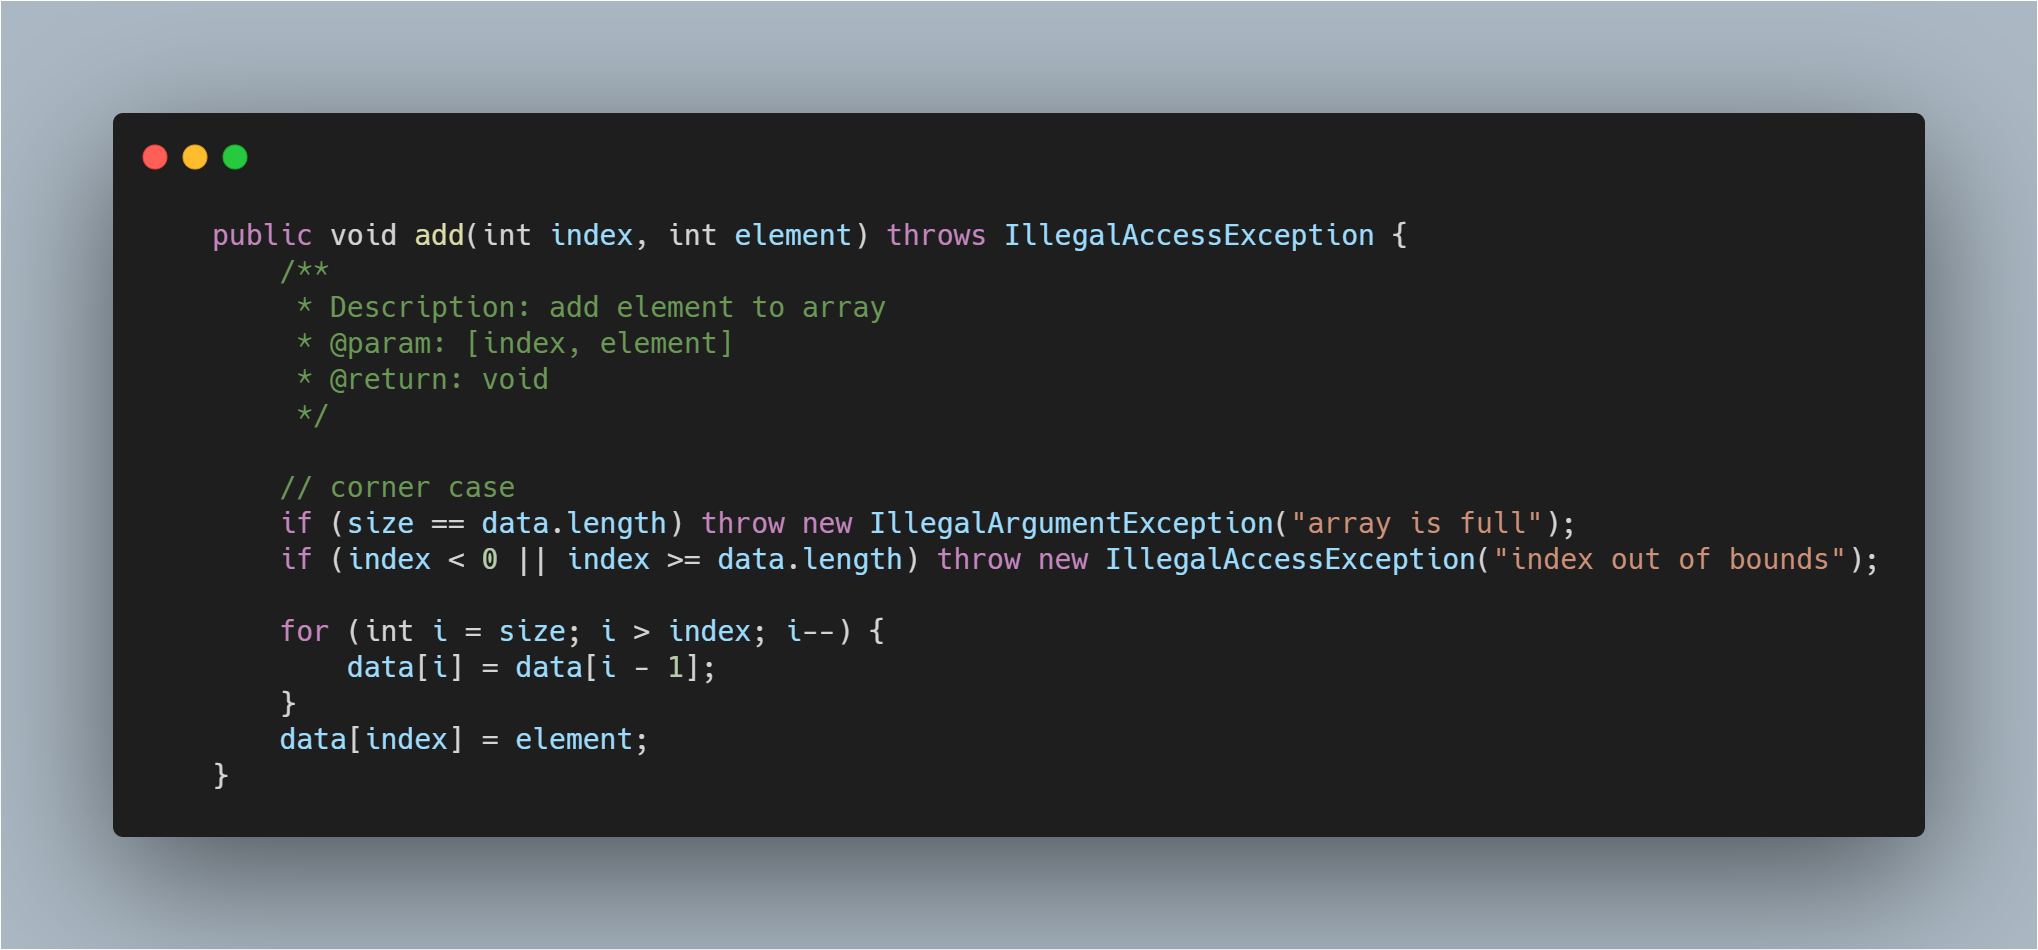 public void add(int index, int element) throws IllegalAccessException {
/**
* Description: add element to array
* @param: [index, element]
* @return: void
*/
// corner case
if (size == data.length) throw new IllegalArgumentException("array is full");
if (index < 0 || index >= data.length) throw new IllegalAccessException("index out of bounds");
for (int i = size; i > index; i--) {
data[i] = data[i - 1];
}
data[index] = element;
}